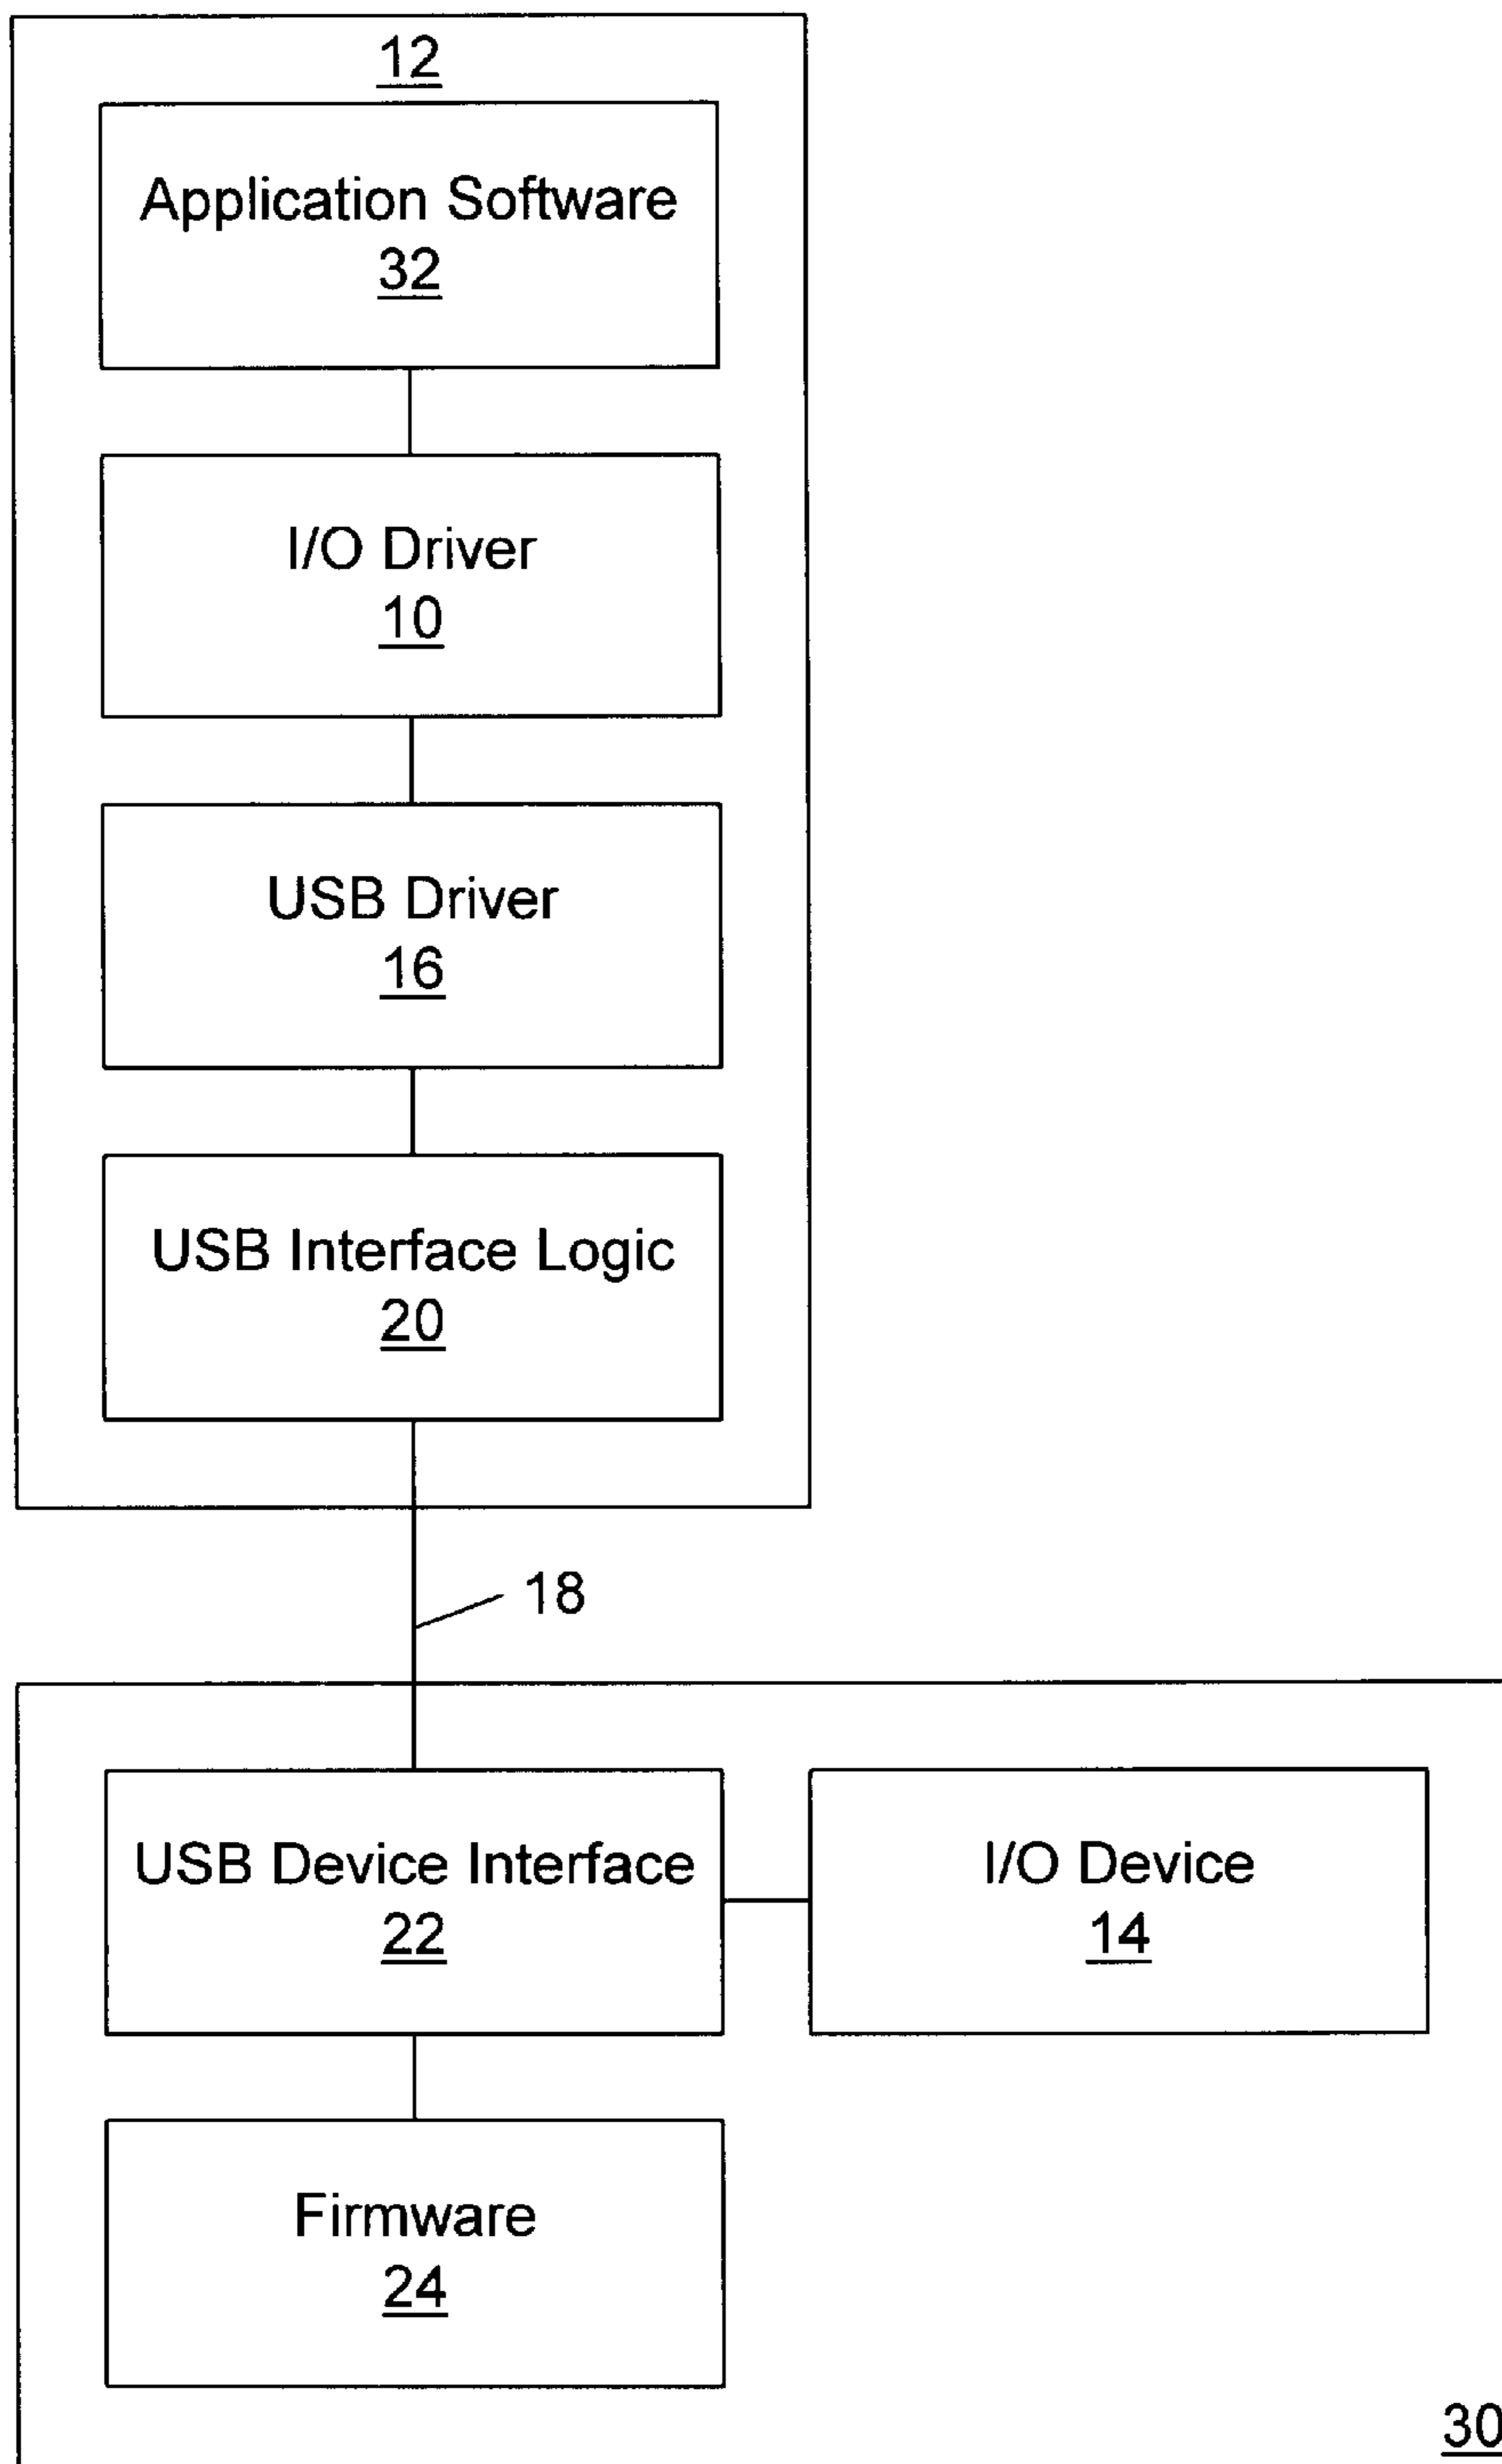 12
Application Software
32
I/O Driver
10
USB Driver
16
USB Interface Logic
20
18
USB Device Interface
22
I/O Device
14
Firmware
24
30